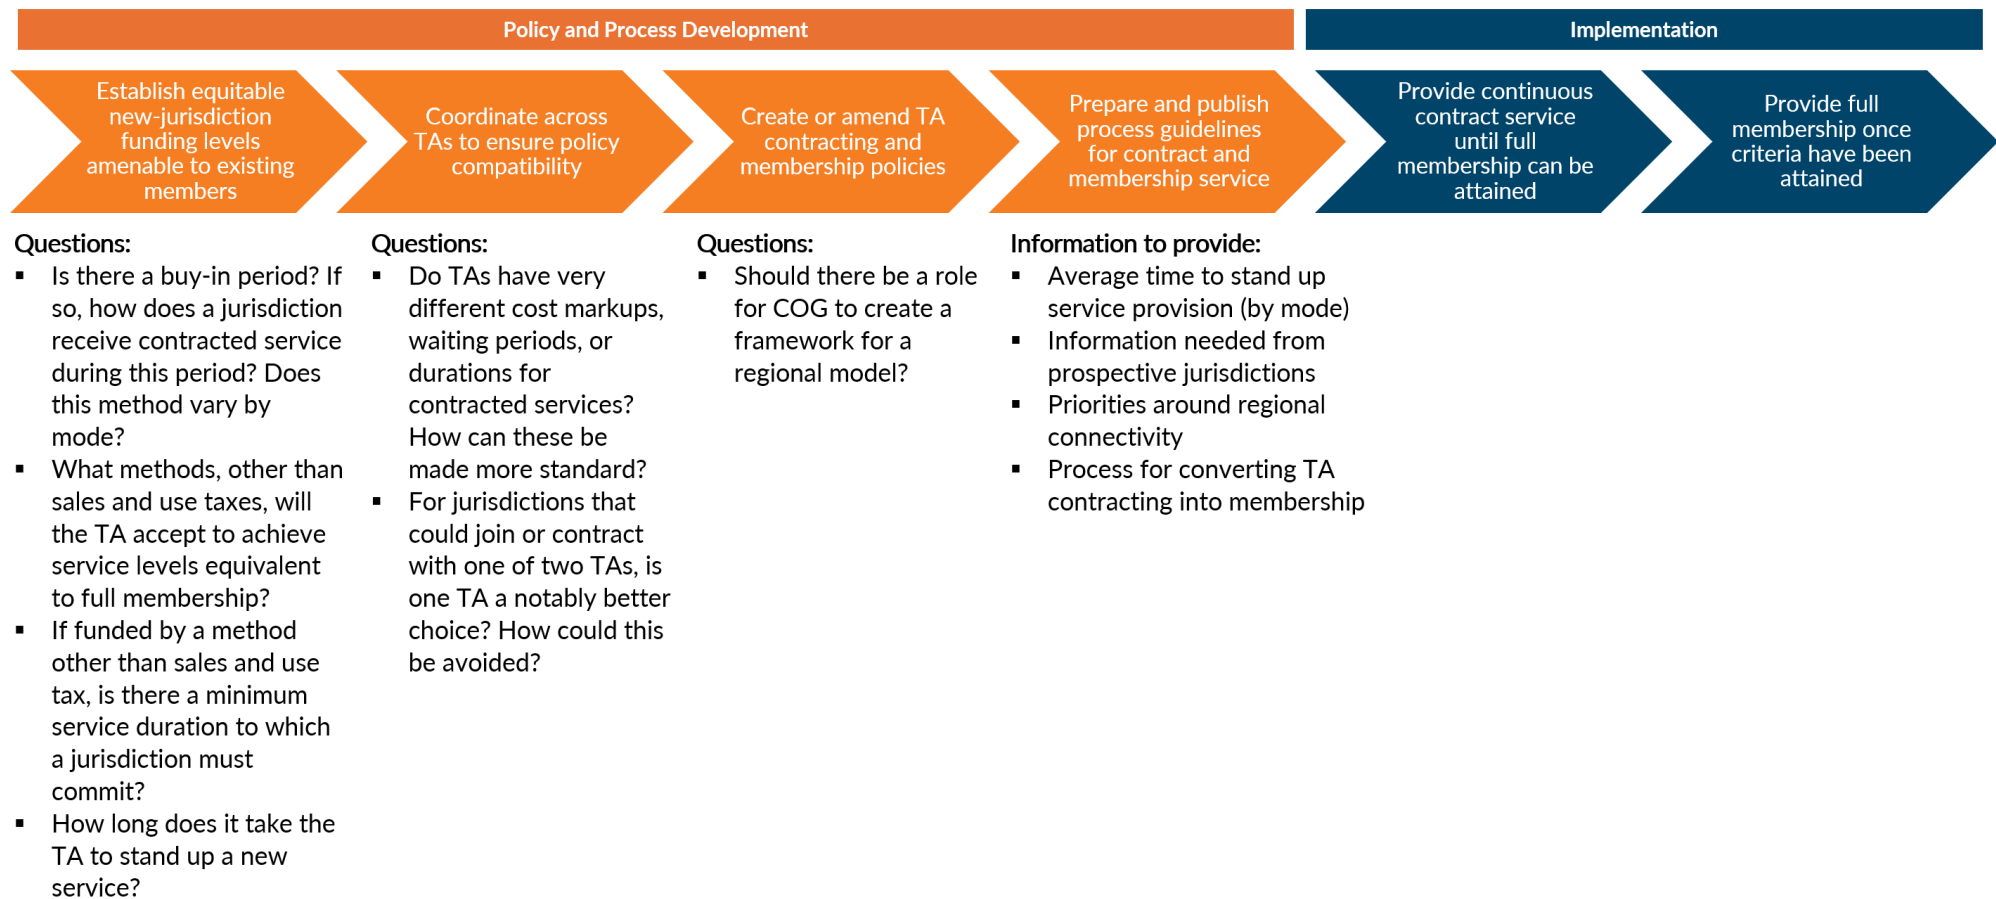 Policy and Process Development
Implementation
Establish equitable
new-jurisdiction
funding levels
amenable to existing
members
Coordinate across
TAs to ensure policy
compatibility
Create or amend TA
contracting and
membership policies
Prepare and publish
process guidelines
for contract and
membership service
Provide continuous
contract service
until full
membership can be
attained
Provide full
membership once
criteria have been
attained
Questions:
▪ Is there a buy-in period? If
so, how does a jurisdiction
receive contracted service
during this period? Does
this method vary by
mode?
▪ What methods, other than
sales and use taxes, will
the TA accept to achieve
service levels equivalent
to full membership?
▪ If funded by a method
other than sales and use
tax, is there a minimum
service duration to which
a jurisdiction must
commit?
▪ How long does it take the
TA to stand up a new
service?
Questions:
▪ Do TAs have very
different cost markups,
waiting periods, or
durations for
contracted services?
How can these be
made more standard?
▪ For jurisdictions that
could join or contract
with one of two TAs, is
one TA a notably better
choice? How could this
be avoided?
Questions:
▪ Should there be a role
for COG to create a
framework for a
regional model?
Information to provide:
▪ Average time to stand up
service provision (by mode)
▪ Information needed from
prospective jurisdictions
▪ Priorities around regional
connectivity
▪ Process for converting TA
contracting into membership